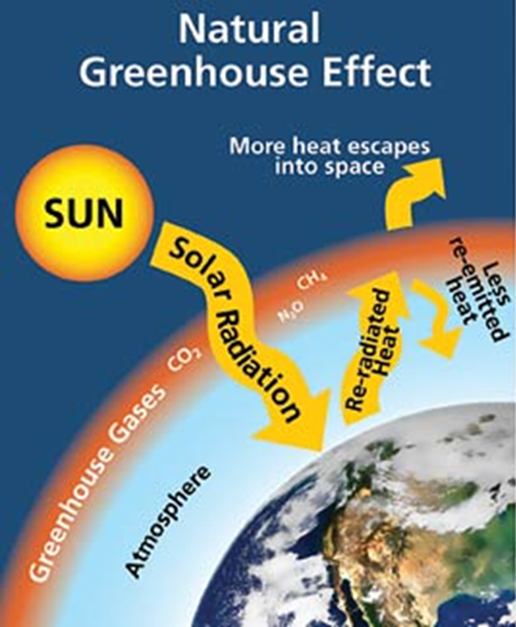 Natural
Greenhouse Effect
More heat escapes
into space
SUN
Solar Radiation
CH₄
N₂O
CO₂
Greenhouse Gases
Atmosphere
Re-radiated
Heat
Less
re-emitted
heat